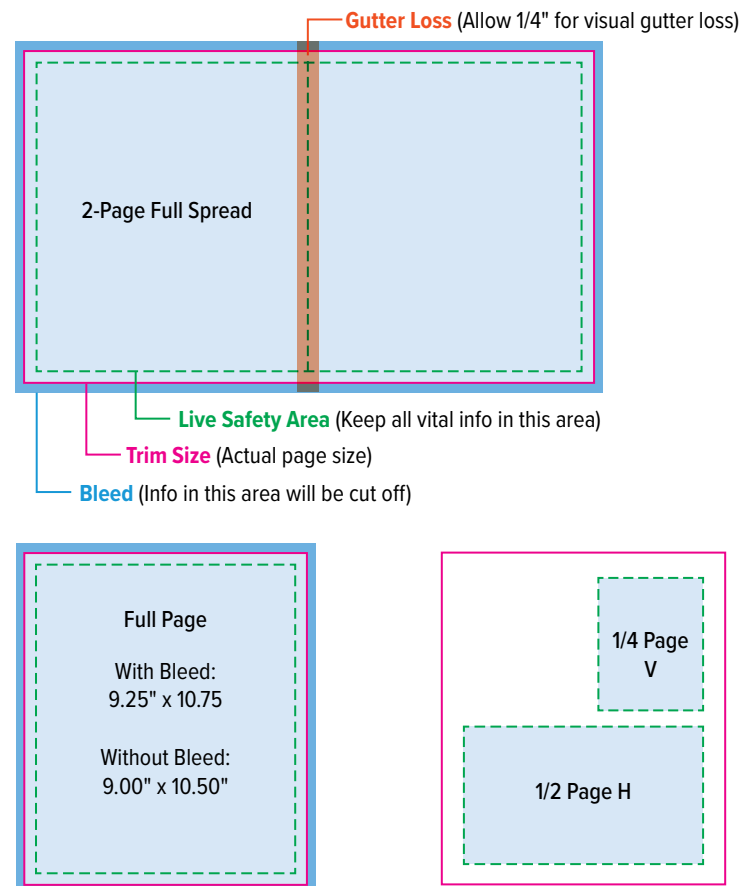 Gutter Loss (Allow 1/4" for visual gutter loss)
2-Page Full Spread
Live Safety Area (Keep all vital info in this area)
Trim Size (Actual page size)
Bleed (Info in this area will be cut off)
Full Page
With Bleed:
9.25" x 10.75
Without Bleed:
9.00" x 10.50"
1/4 Page
V
1/2 Page H